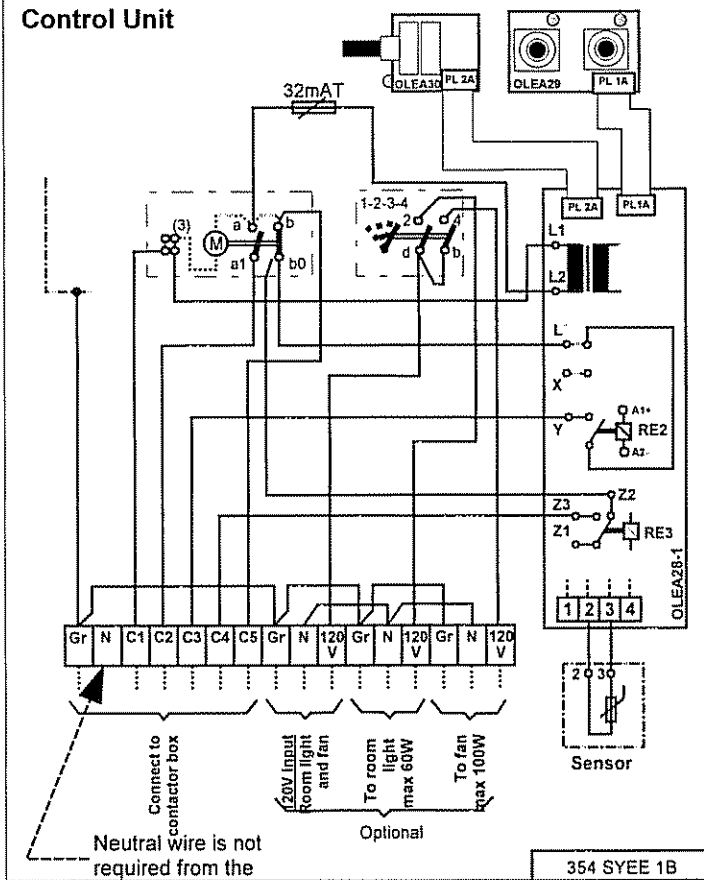 Control Unit
OLEA30
PL 2A
OLEA29
PL 1A
32mAT
1-2-3-4
(3)
a
b
2
4
M
a1
b0
d
b
PL 2A
PL1A
L1
L2
L
X
Y
A1+
RE2
A2-
Z2
Z3
Z1
RE3
OLEA28-1
1 2 3 4
Gr N C1 C2 C3 C4 C5 Gr N 120 V Gr N 120 V Gr N 120 V
2 3
Sensor
Connect to
contactor box
120V Input
Room light
and fan
To room
light
max 60W
To fan
max 100W
Optional
Neutral wire is not
required from the
354 SYEE 1B